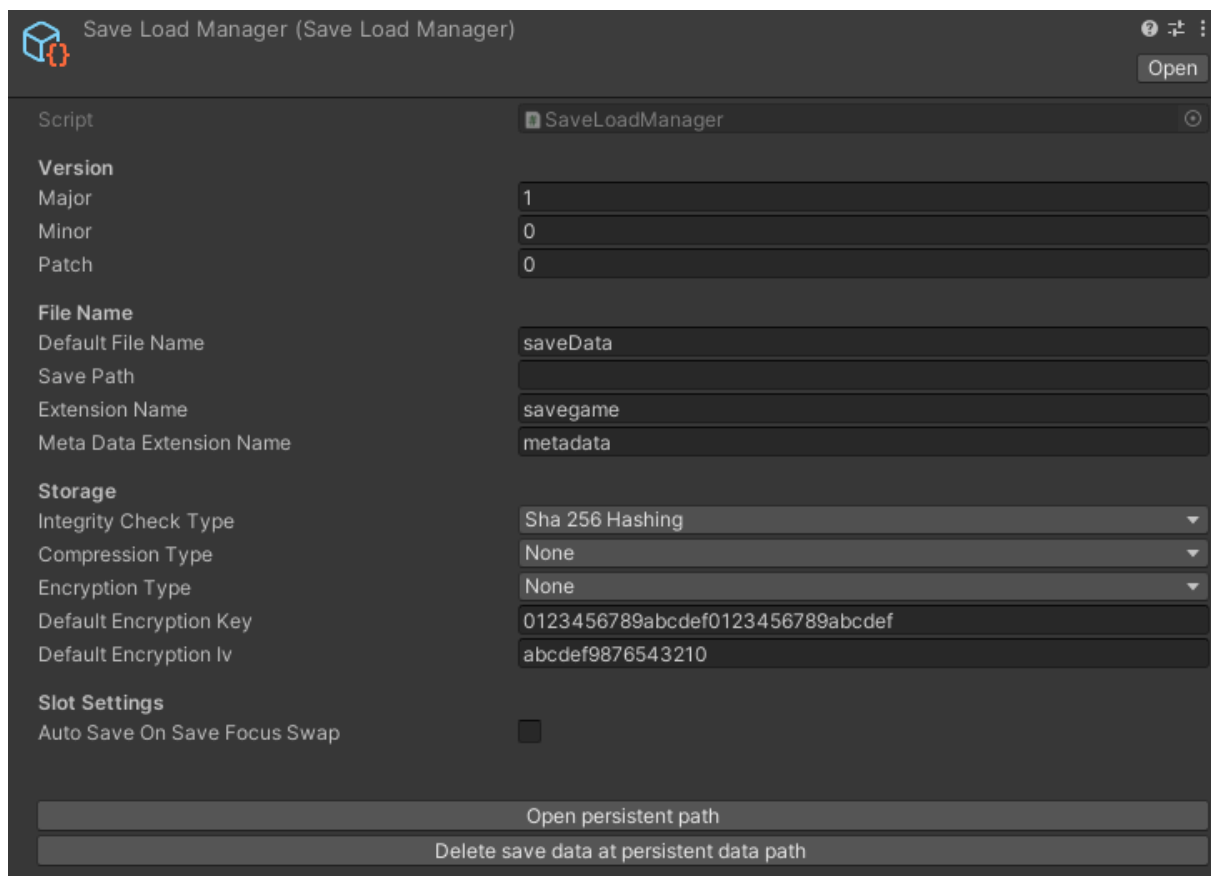 Save Load Manager (Save Load Manager)
Open
Script SaveLoadManager
Version
Major 1
Minor 0
Patch 0
File Name
Default File Name saveData
Save Path
Extension Name savegame
Meta Data Extension Name metadata
Storage
Integrity Check Type Sha 256 Hashing
Compression Type None
Encryption Type None
Default Encryption Key 0123456789abcdef0123456789abcdef
Default Encryption Iv abcdef9876543210
Slot Settings
Auto Save On Save Focus Swap
Open persistent path
Delete save data at persistent data path